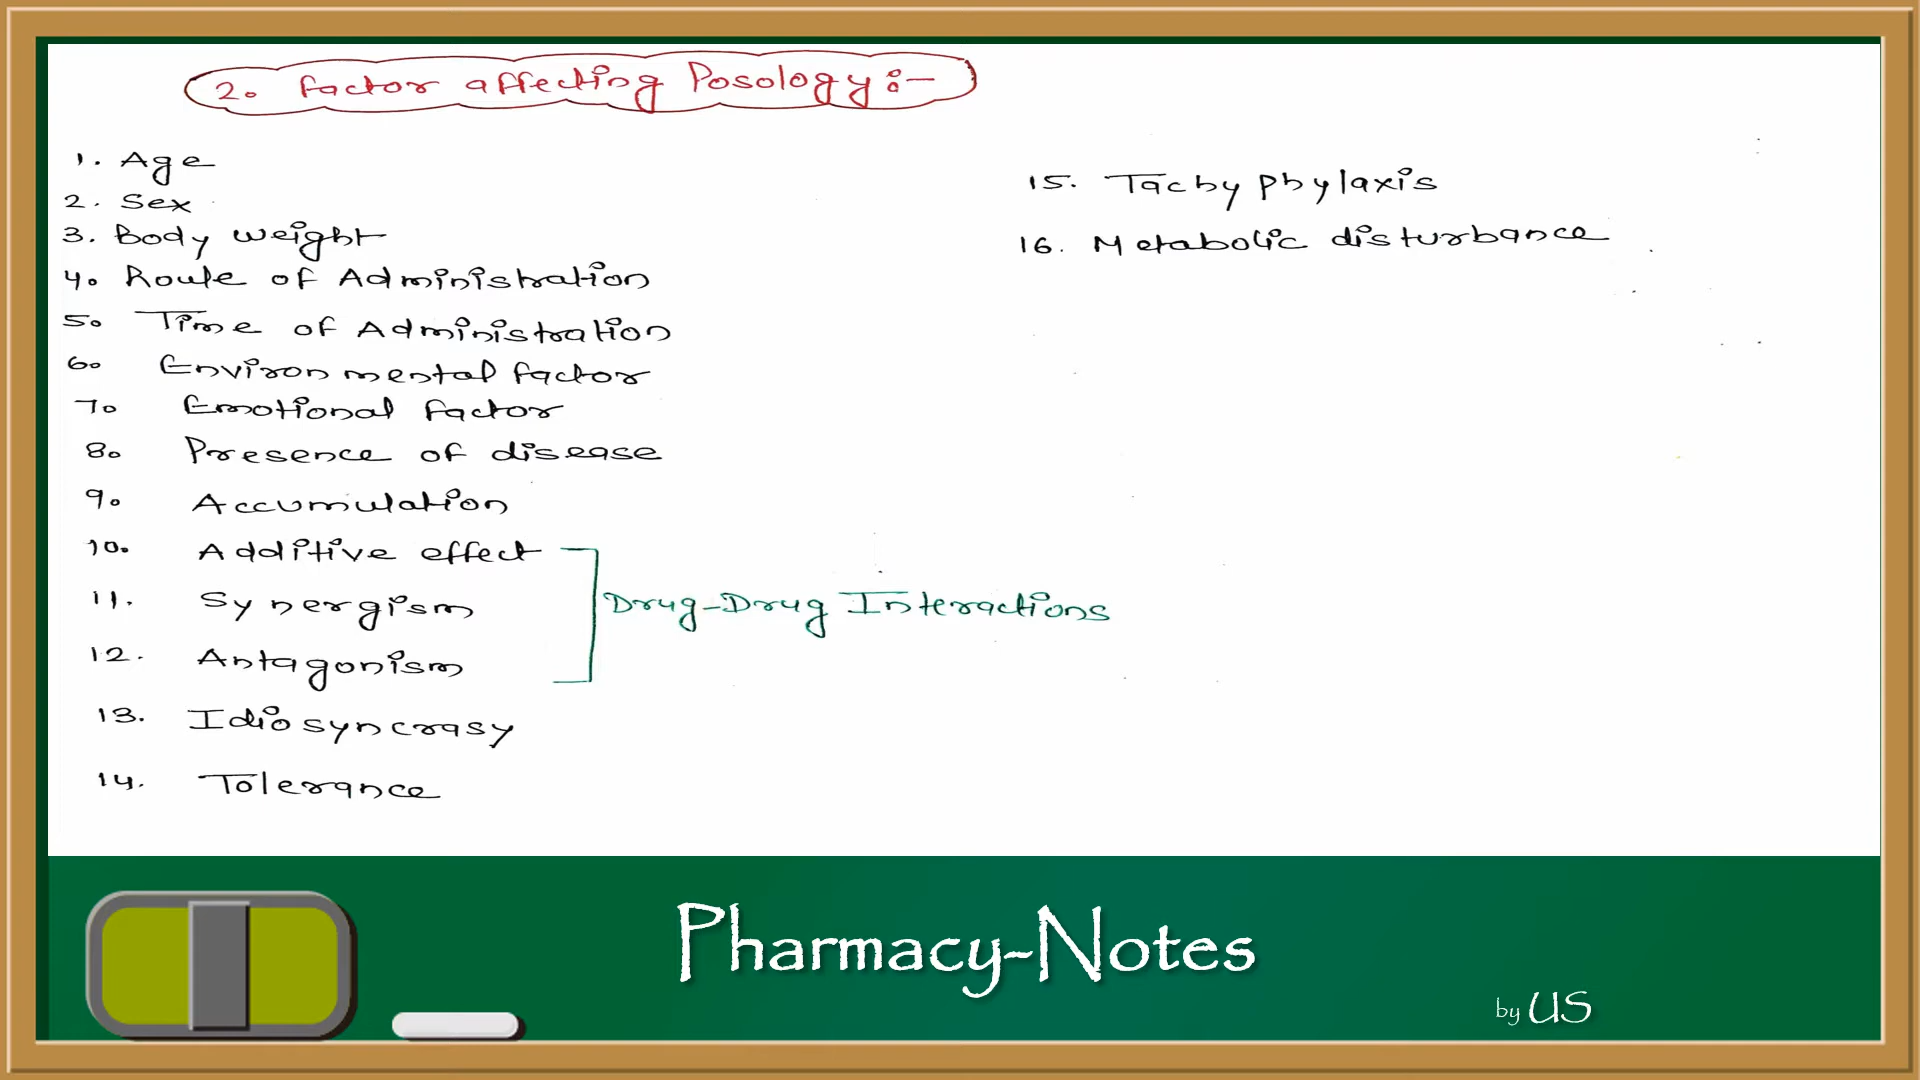 2. Factor affecting Posology:-
1. Age
2. Sex
3. Body weight
4. Route of Administration
5. Time of Administration
6. Environmental factor
7. Emotional factor
8. Presence of disease
9. Accumulation
10. Additive effect
11. Synergism
12. Antagonism
Drug-Drug Interactions
13. Idiosyncrasy
14. Tolerance
15. Tachyphylaxis
16. Metabolic disturbance
Pharmacy-Notes
by US